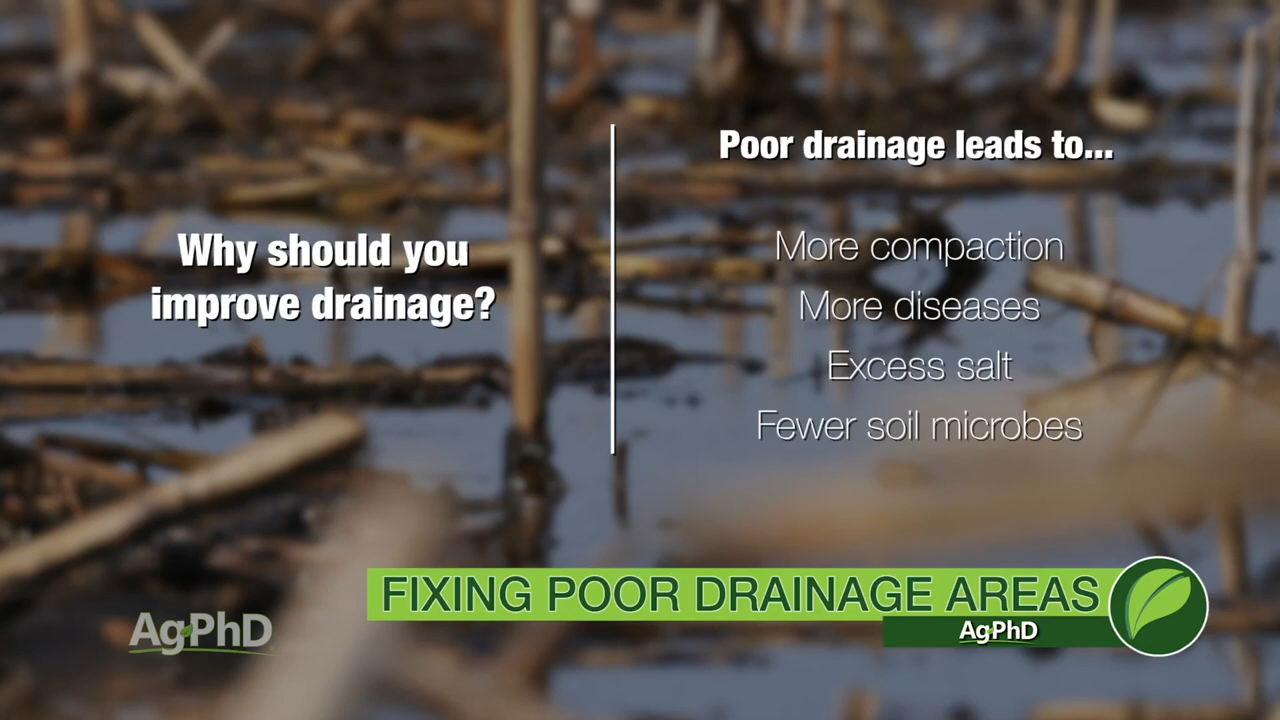 Why should you
improve drainage?
Poor drainage leads to...
More compaction
More diseases
Excess salt
Fewer soil microbes
FIXING POOR DRAINAGE AREAS
AgPhD
AgPhD